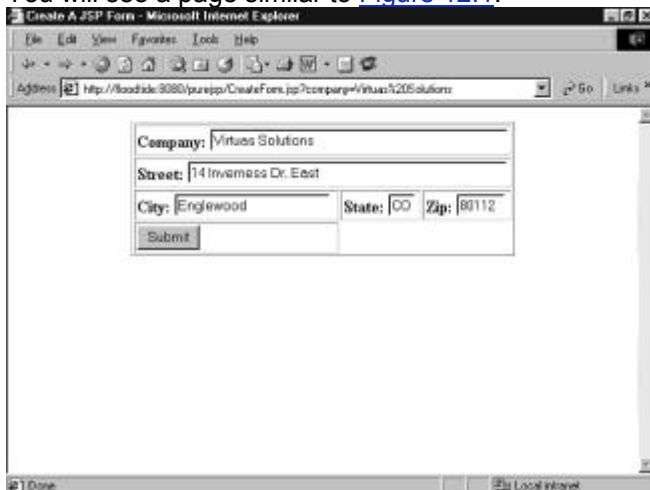 You will see a page similar to Figure 12.1.
Create A JSP Form - Microsoft Internet Explorer
File Edit View Favorites Tools Help
Address http://floodtide:8080/purejsp/CreateForm.jsp?company=Virtuas%20Solutions Go Links »
Company: Virtuas Solutions
Street: 14 Inverness Dr. East
City: Englewood State: CO Zip: 80112
Submit
Done Local intranet